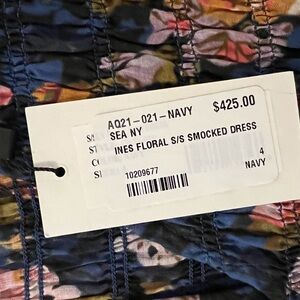 AQ21-021-NAVY $425.00
SEA NY
INES FLORAL S/S SMOCKED DRESS
4
10209677 NAVY